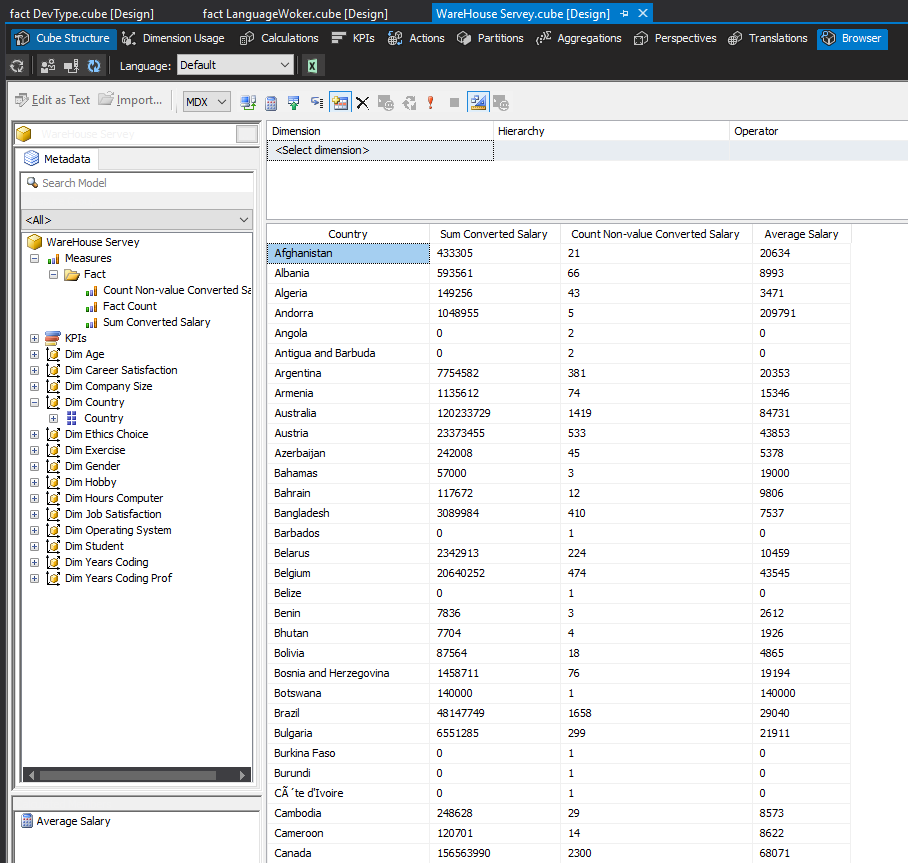 fact DevType.cube [Design] fact LanguageWoker.cube [Design] WareHouse Servey.cube [Design]
Cube Structure Dimension Usage Calculations KPIs Actions Partitions Aggregations Perspectives Translations Browser
Language: Default
Edit as Text Import... MDX
WareHouse Servey
Metadata
Search Model
<All>
WareHouse Servey
Measures
Fact
Count Non-value Converted Sa
Fact Count
Sum Converted Salary
KPIs
Dim Age
Dim Career Satisfaction
Dim Company Size
Dim Country
Country
Dim Ethics Choice
Dim Exercise
Dim Gender
Dim Hobby
Dim Hours Computer
Dim Job Satisfaction
Dim Operating System
Dim Student
Dim Years Coding
Dim Years Coding Prof
Average Salary
Dimension Hierarchy Operator
<Select dimension>
Country Sum Converted Salary Count Non-value Converted Salary Average Salary
Afghanistan 433305 21 20634
Albania 593561 66 8993
Algeria 149256 43 3471
Andorra 1048955 5 209791
Angola 0 2 0
Antigua and Barbuda 0 2 0
Argentina 7754582 381 20353
Armenia 1135612 74 15346
Australia 120233729 1419 84731
Austria 23373455 533 43853
Azerbaijan 242008 45 5378
Bahamas 57000 3 19000
Bahrain 117672 12 9806
Bangladesh 3089984 410 7537
Barbados 0 1 0
Belarus 2342913 224 10459
Belgium 20640252 474 43545
Belize 0 1 0
Benin 7836 3 2612
Bhutan 7704 4 1926
Bolivia 87564 18 4865
Bosnia and Herzegovina 1458711 76 19194
Botswana 140000 1 140000
Brazil 48147749 1658 29040
Bulgaria 6551285 299 21911
Burkina Faso 0 1 0
Burundi 0 1 0
CÃ´te d'Ivoire 0 1 0
Cambodia 248628 29 8573
Cameroon 120701 14 8622
Canada 156563990 2300 68071